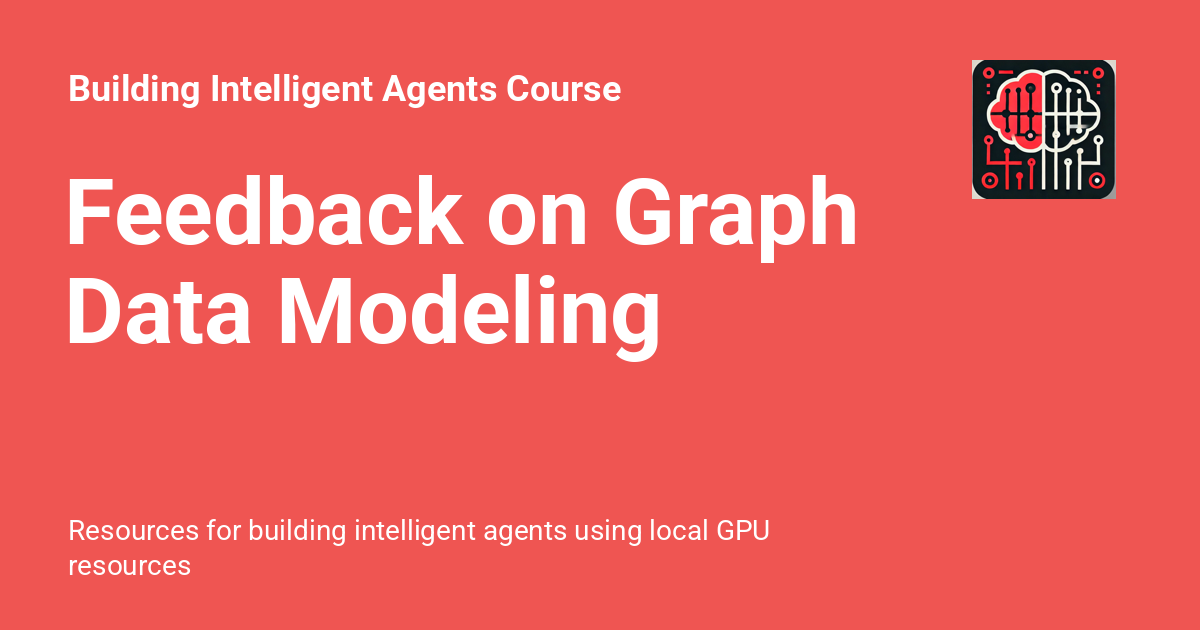 Building Intelligent Agents Course
Feedback on Graph
Data Modeling
Resources for building intelligent agents using local GPU
resources